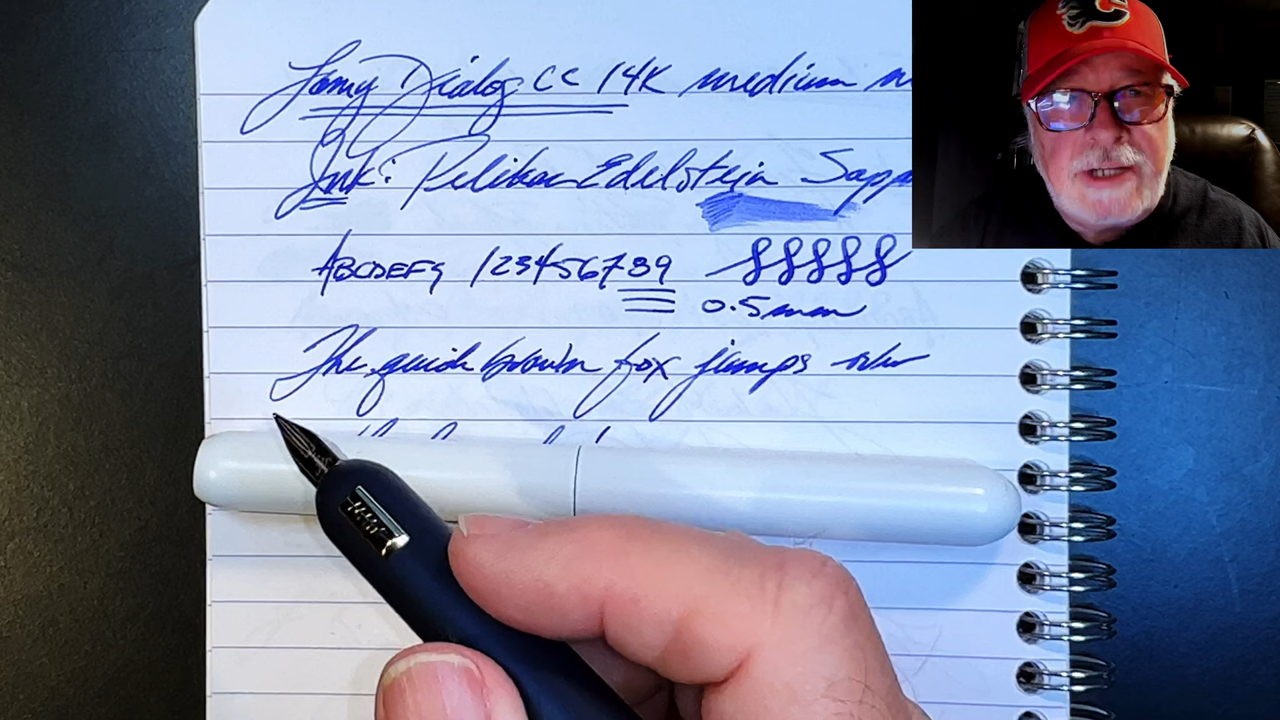 Lamy Dialog CC 14K medium n
Ink: Pelikan Edelstein Sapp
ABCDEFG 123456789
0.5mm
The quick brown fox jumps over